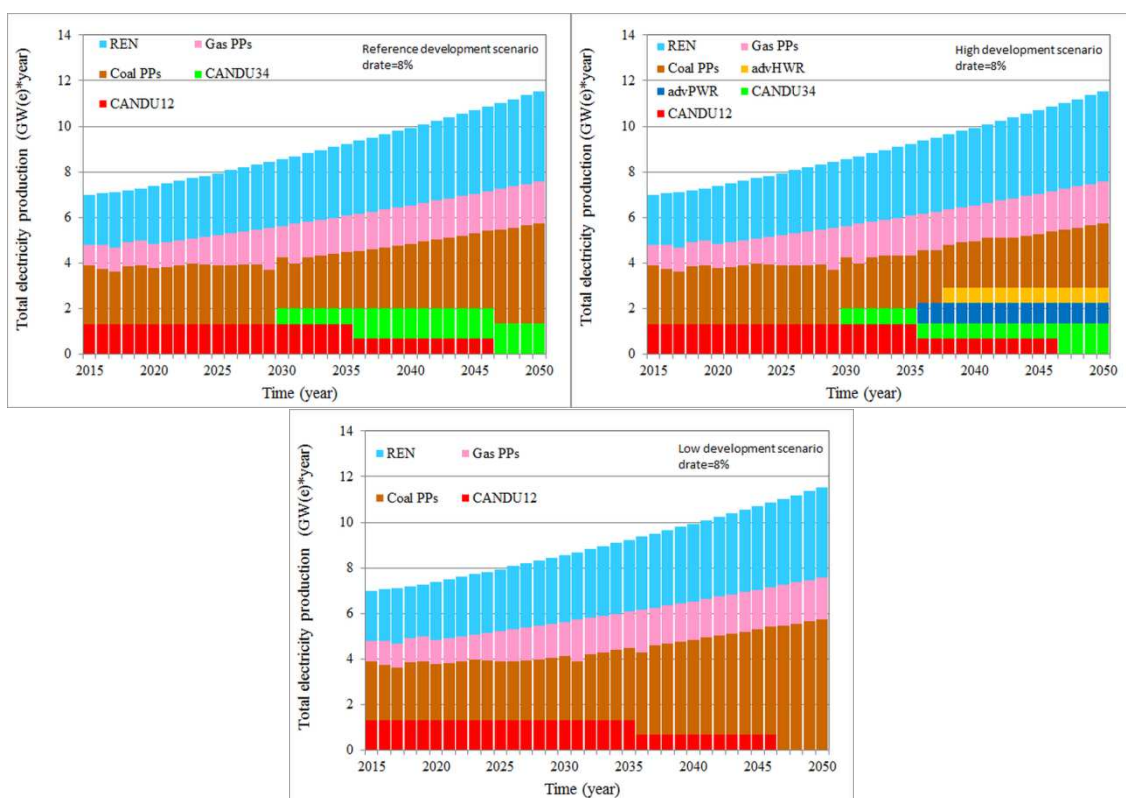 Total electricity production (GW(e)*year)
14
12
10
8
6
4
2
0
REN
Gas PPs
Coal PPs
CANDU34
CANDU12
Reference development scenario
drate=8%
2015 2020 2025 2030 2035 2040 2045 2050
Time (year)
Total electricity production (GW(e)*year)
14
12
10
8
6
4
2
0
REN
Gas PPs
Coal PPs
advHWR
advPWR
CANDU34
CANDU12
High development scenario
drate=8%
2015 2020 2025 2030 2035 2040 2045 2050
Time (year)
Total electricity production (GW(e)*year)
14
12
10
8
6
4
2
0
REN
Gas PPs
Coal PPs
CANDU12
Low development scenario
drate=8%
2015 2020 2025 2030 2035 2040 2045 2050
Time (year)